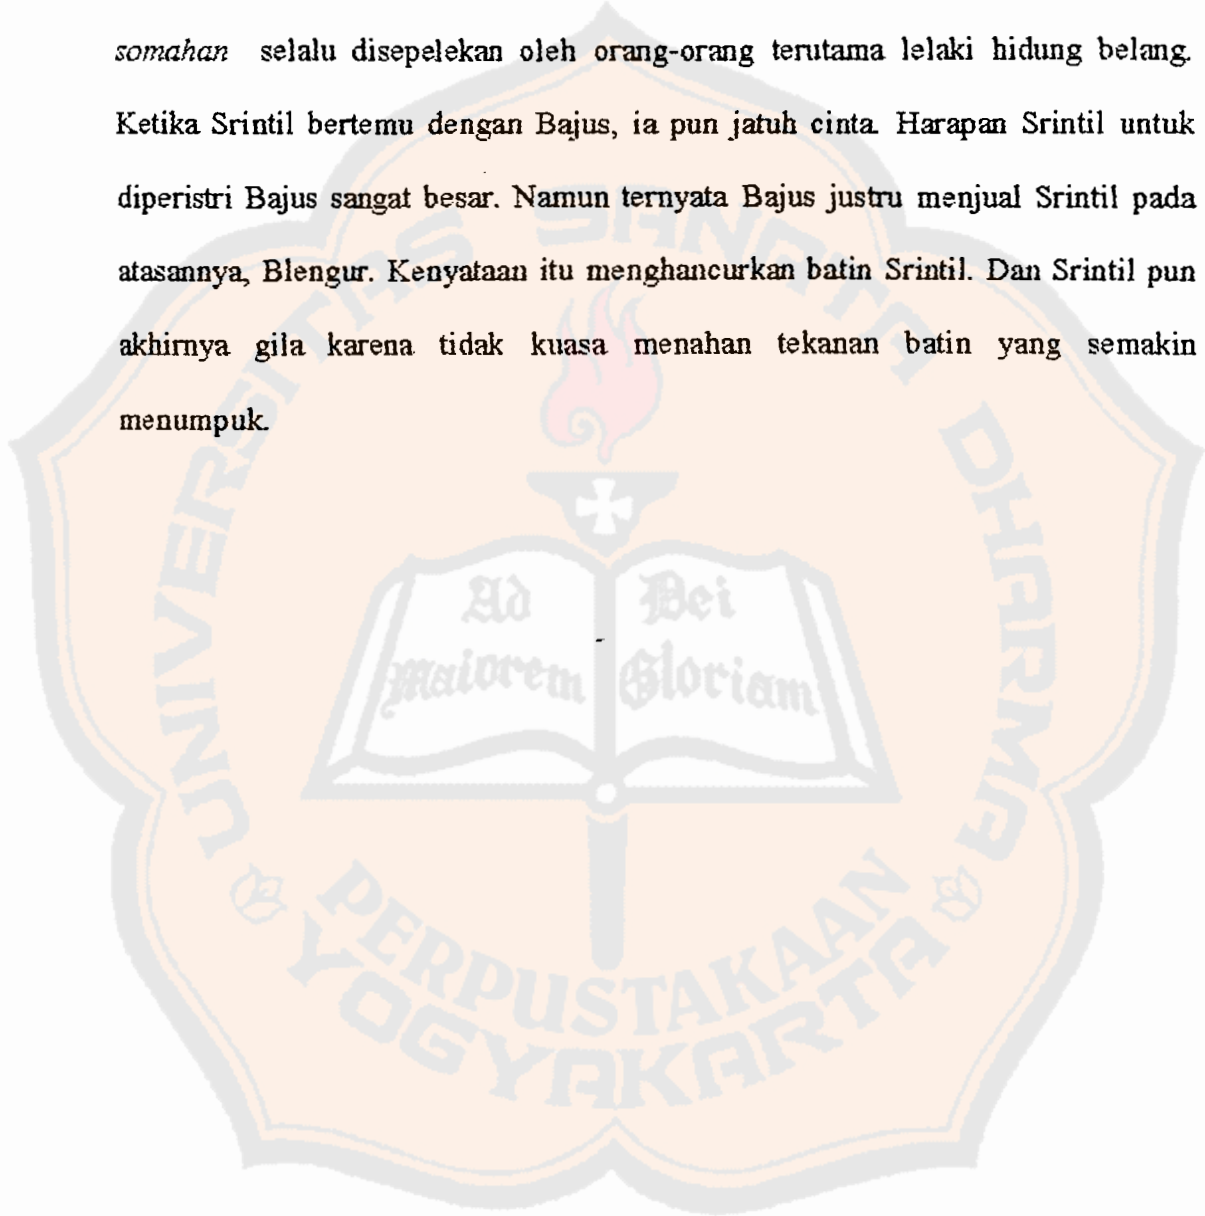 somahan selalu disepelekan oleh orang-orang terutama lelaki hidung belang.
Ketika Srintil bertemu dengan Bajus, ia pun jatuh cinta. Harapan Srintil untuk
diperistri Bajus sangat besar. Namun ternyata Bajus justru menjual Srintil pada
atasannya, Blengur. Kenyataan itu menghancurkan batin Srintil. Dan Srintil pun
akhirnya gila karena tidak kuasa menahan tekanan batin yang semakin
menumpuk.
UNIVERSITAS SANATA DHARMA
Ad Dei
maiorem Gloriam
PERPUSTAKAAN
YOGYAKARTA